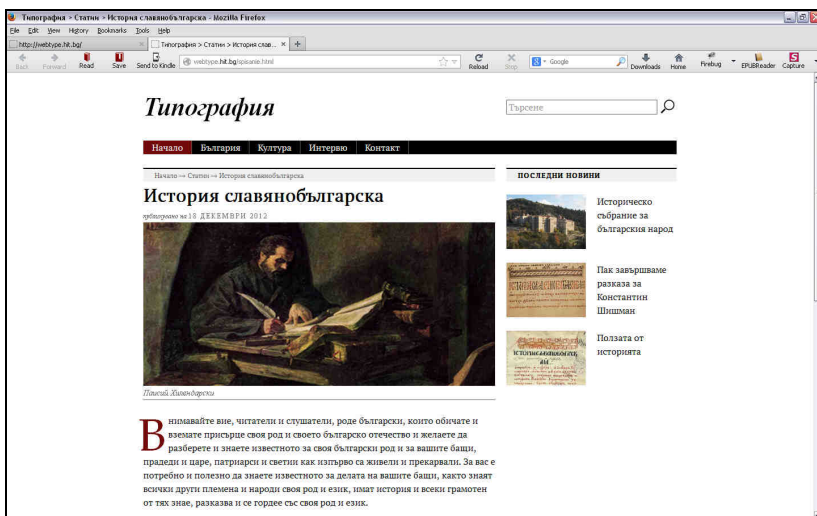 Типография > Статии > История славянобългарска - Mozilla Firefox
File Edit View History Bookmarks Tools Help
http://webtype.hit.bg/ Типография > Статии > История слав...
Back Forward Read Save Send to Kindle webtype.hit.bg/spisanie.html Reload Stop Google Downloads Home Firebug EPUBReader Capture
Типография
Търсене
Начало България Култура Интервю Контакт
Начало → Статии → История славянобългарска
ПОСЛЕДНИ НОВИНИ
История славянобългарска
публикувано на 18 ДЕКЕМВРИ 2012
Паисий Хилендарски
Внимавайте вие, читатели и слушатели, роде български, които обичате и
вземате присърце своя род и своето българско отечество и желаете да
разберете и знаете известното за своя български род и за вашите бащи,
прадеди и царе, патриарси и светии как изпърво са живели и прекарвали. За вас е
потребно и полезно да знаете известното за делата на вашите бащи, както знаят
всички други племена и народи своя род и език, имат история и всеки грамотен
от тях знае, разказва и се гордее със своя род и език.
Историческо
събрание за
българския народ
Пак завършваме
разказа за
Константин
Шишман
Ползата от
историята